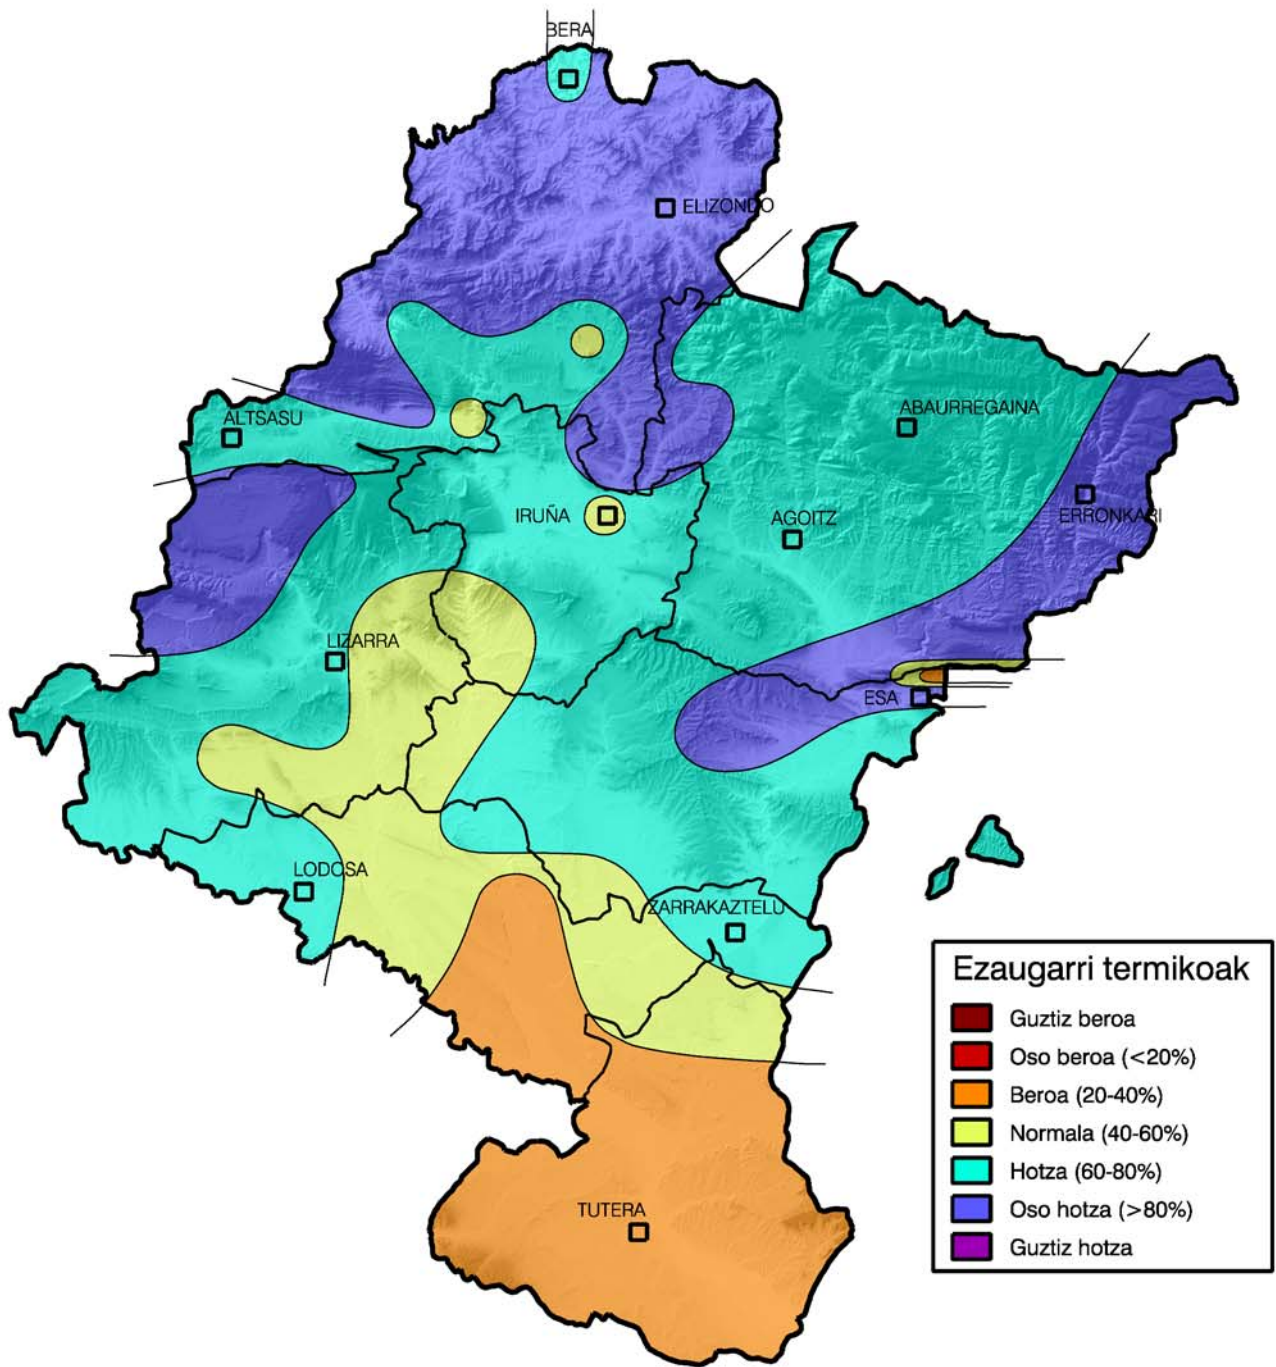 BERA
ELIZONDO
ALTSASU
ABAURREGAINA
IRUÑA
AGOITZ
ERRONKARI
LIZARRA
ESA
LODOSA
ZARRAKAZTELU
TUTERA
Ezaugarri termikoak
Guztiz beroa
Oso beroa (<20%)
Beroa (20-40%)
Normala (40-60%)
Hotza (60-80%)
Oso hotza (>80%)
Guztiz hotza